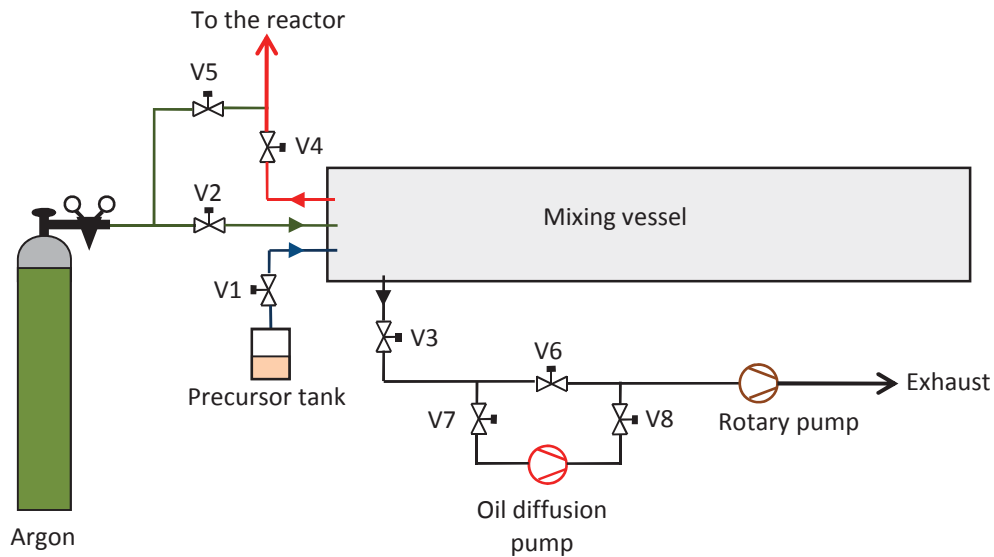 To the reactor
V5
V4
V2
Mixing vessel
V1
V3
Precursor tank
V6
Exhaust
V7
V8
Rotary pump
Oil diffusion
pump
Argon